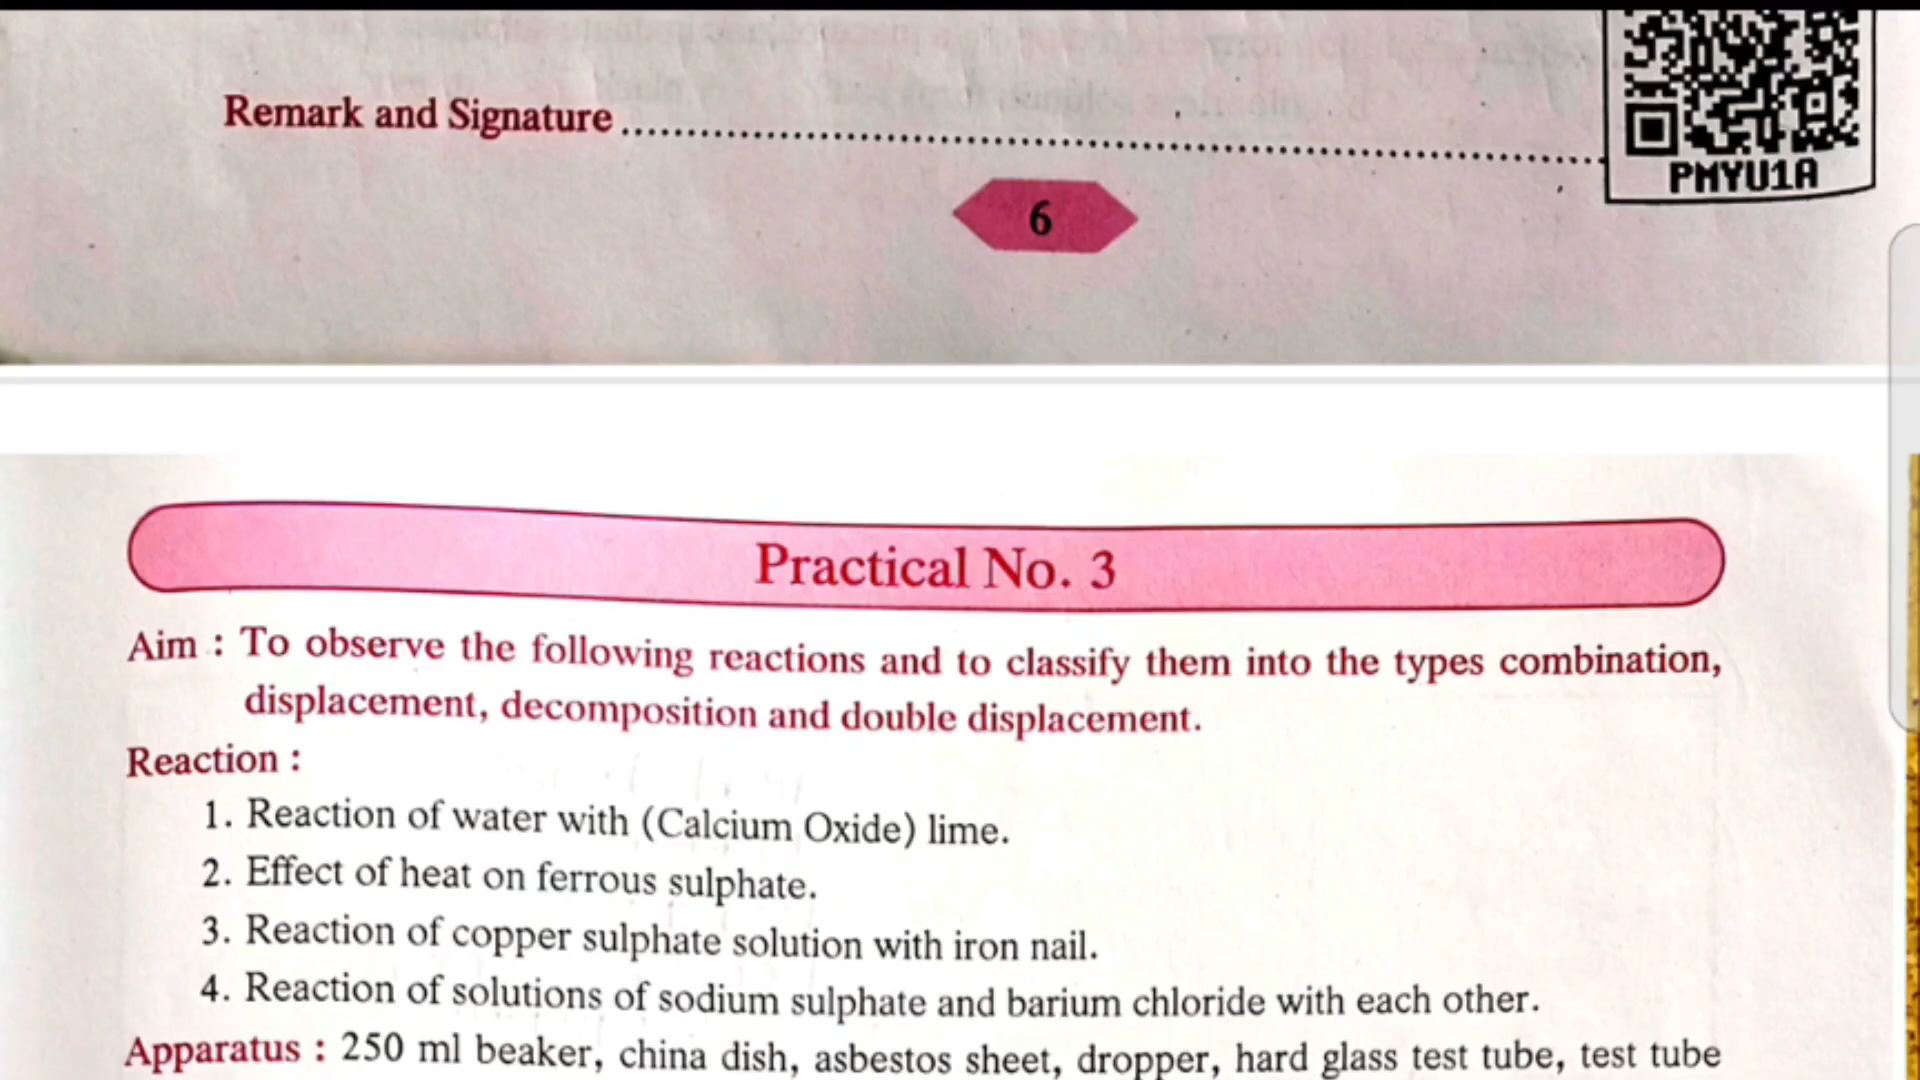 Remark and Signature
PMYU1A
6
Practical No. 3
Aim : To observe the following reactions and to classify them into the types combination,
displacement, decomposition and double displacement.
Reaction :
1. Reaction of water with (Calcium Oxide) lime.
2. Effect of heat on ferrous sulphate.
3. Reaction of copper sulphate solution with iron nail.
4. Reaction of solutions of sodium sulphate and barium chloride with each other.
Apparatus : 250 ml beaker, china dish, asbestos sheet, dropper, hard glass test tube, test tube